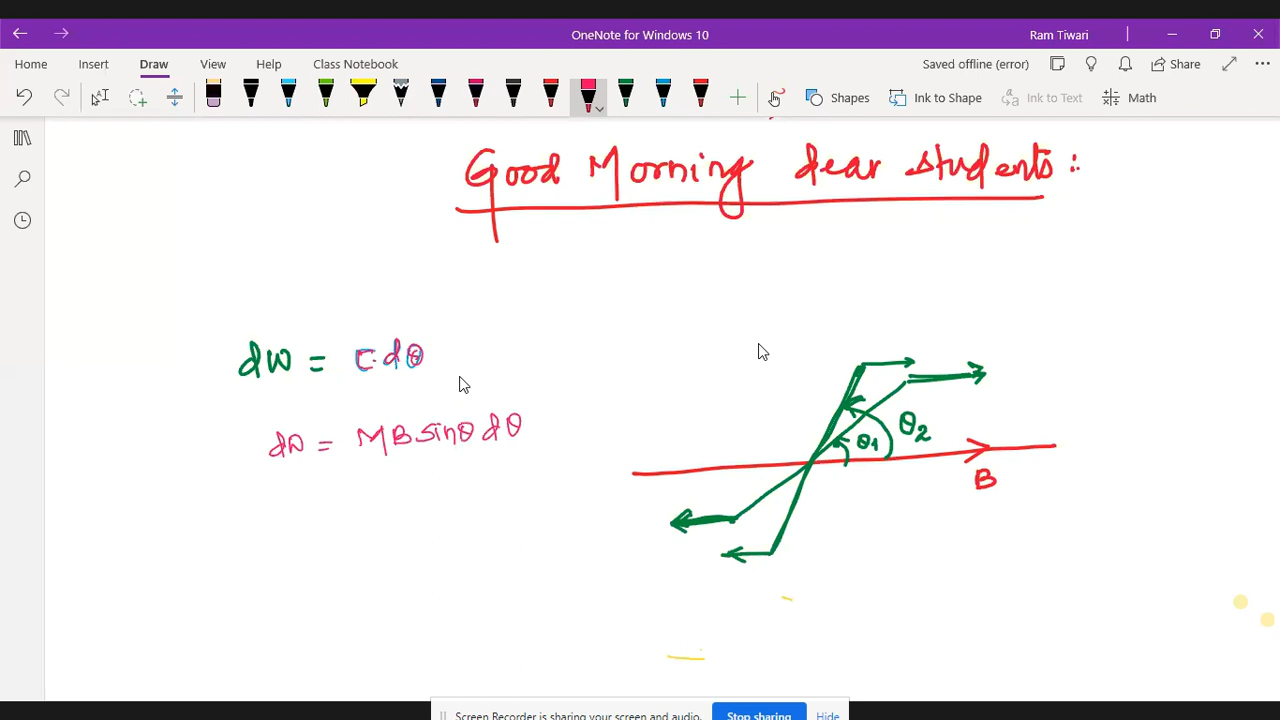 OneNote for Windows 10
Ram Tiwari
Home Insert Draw View Help Class Notebook
Saved offline (error)
Share
Shapes
Ink to Shape
Ink to Text
Math
Good Morning dear students:
dW = τ.dθ
dW = MB sinθ dθ
θ1
θ2
B
Screen Recorder is sharing your screen and audio.
Stop sharing
Hide